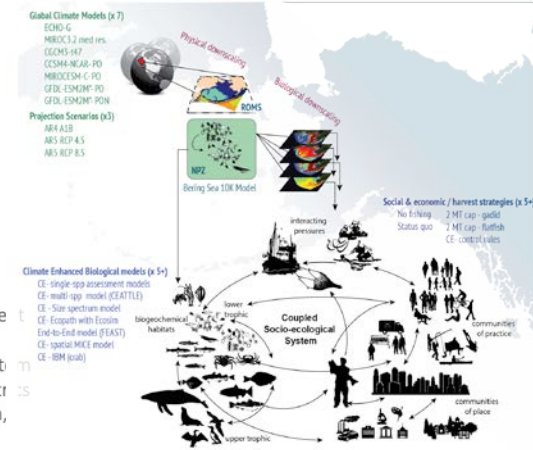 Global Climate Models (x 7)
ECHO-G
MIROC3.2 med res.
CGCM3-t47
CCSM4-NCAR-PO
MIROCESM-C-PO
GFDL-ESM2M*-PO
GFDL-ESM2M*-PON
Projection Scenarios (x3)
AR4 A1B
AR5 RCP 4.5
AR5 RCP 8.5
Physical downscaling
ROMS
Biological downscaling
NPZ
Bering Sea 10K Model
Social & economic / harvest strategies (x 5+)
No fishing
Status quo
2 MT cap - gadid
2 MT cap - flatfish
CE- control rules
interacting
pressures
Climate Enhanced Biological models (x 5+)
CE- single-spp assessment models
CE- multi-spp model (CEATTLE)
CE - Size spectrum model
CE- Ecopath with Ecosim
End-to-End model (FEAST)
CE- spatial MICE model
CE - IBM (crab)
lower
trophic
biogeochemical
habitats
Coupled
Socio-ecological
System
communities
of practice
communities
of place
upper trophic